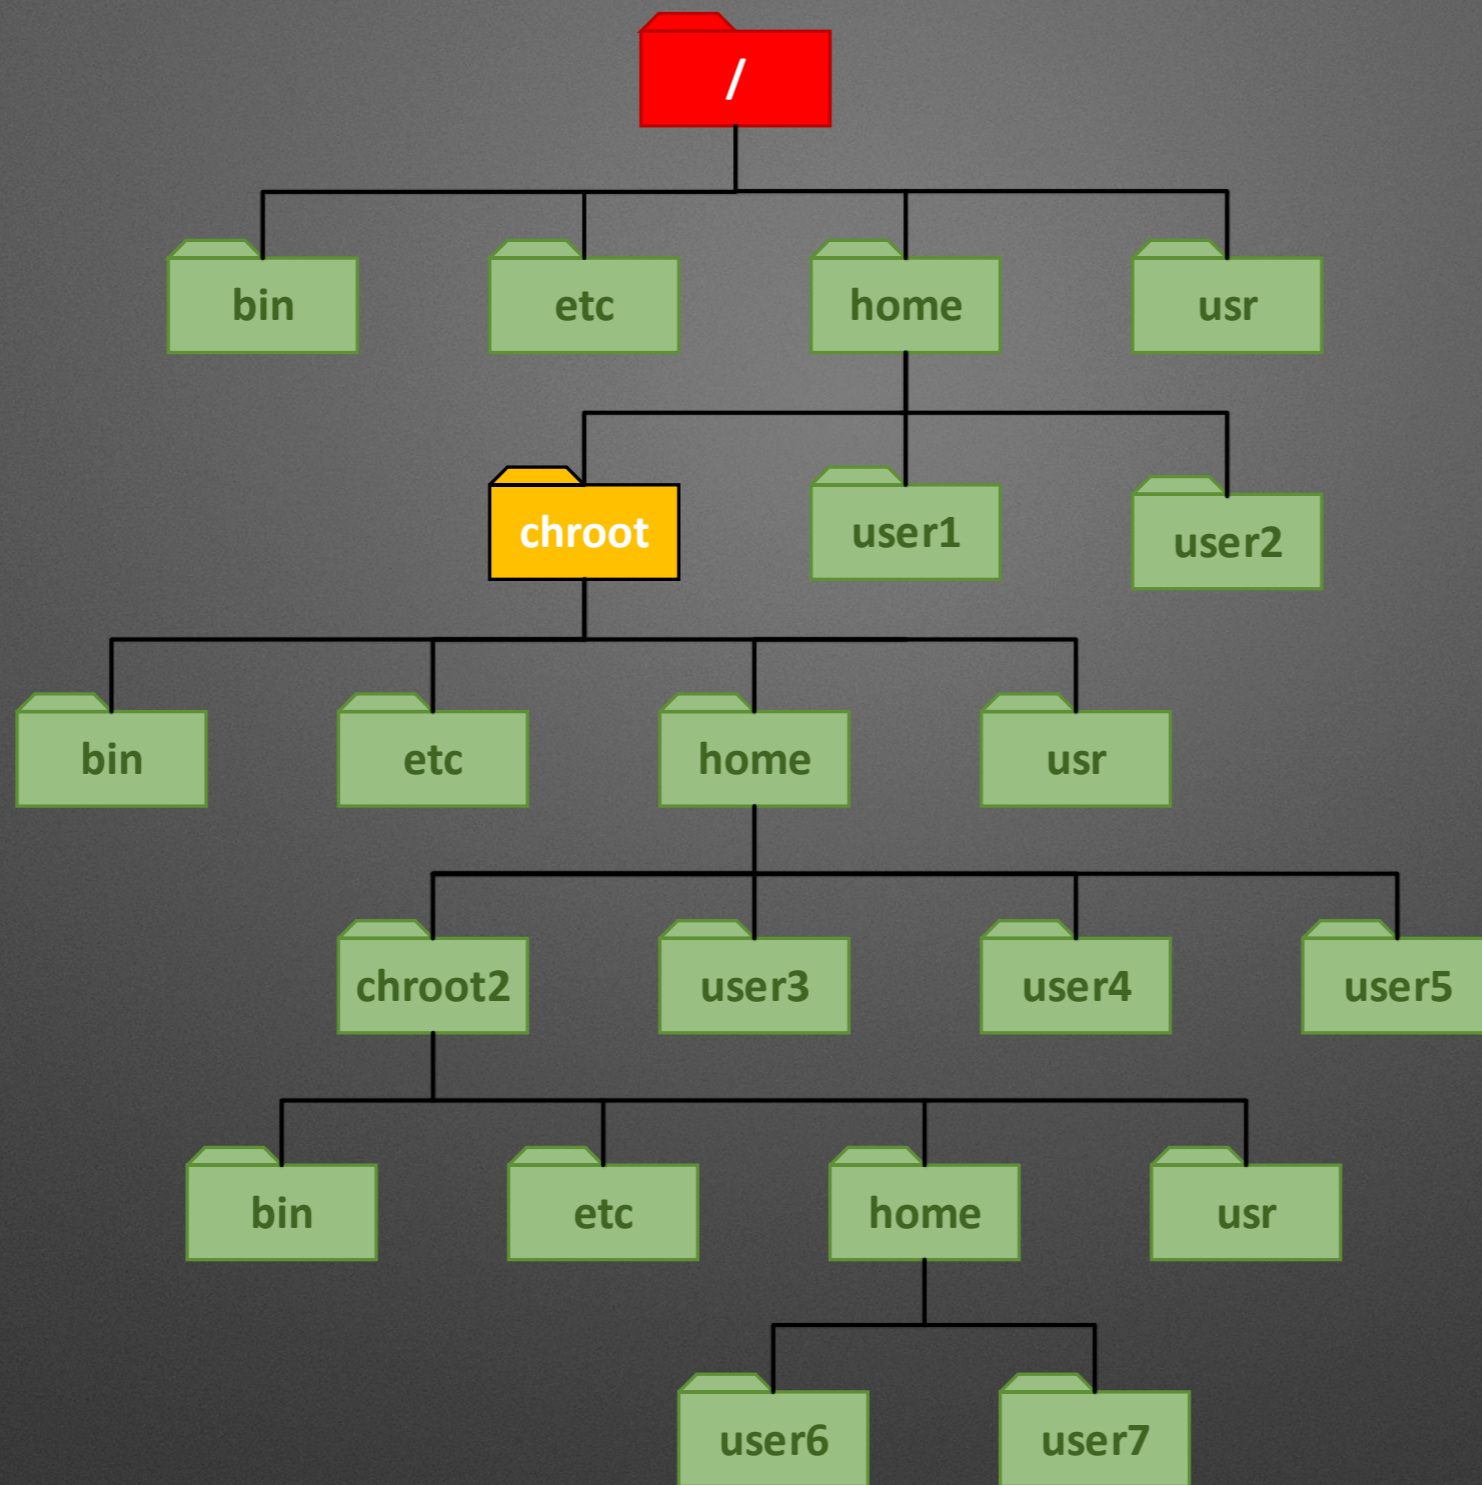 /
bin
etc
home
usr
chroot
user1
user2
bin
etc
home
usr
chroot2
user3
user4
user5
bin
etc
home
usr
user6
user7